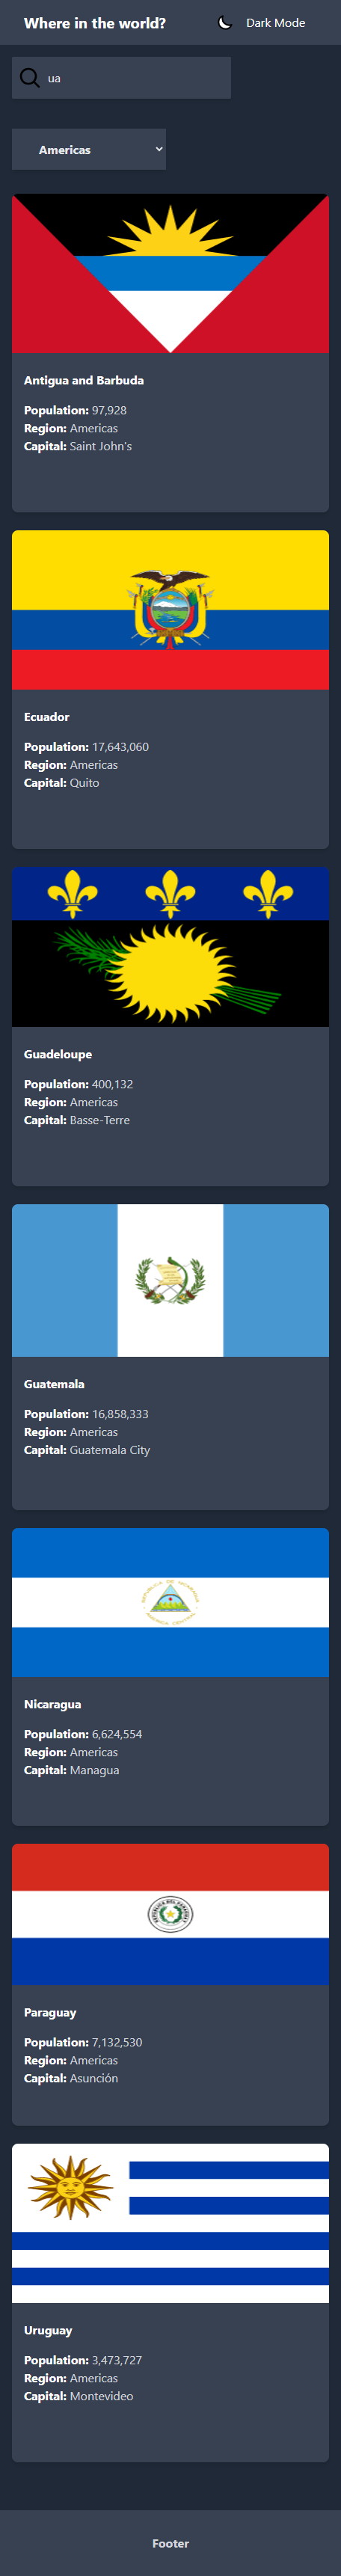 Where in the world?
Dark Mode
ua
Americas
Antigua and Barbuda
Population: 97,928
Region: Americas
Capital: Saint John's
Ecuador
Population: 17,643,060
Region: Americas
Capital: Quito
Guadeloupe
Population: 400,132
Region: Americas
Capital: Basse-Terre
Guatemala
Population: 16,858,333
Region: Americas
Capital: Guatemala City
Nicaragua
Population: 6,624,554
Region: Americas
Capital: Managua
Paraguay
Population: 7,132,530
Region: Americas
Capital: Asunción
Uruguay
Population: 3,473,727
Region: Americas
Capital: Montevideo
Footer